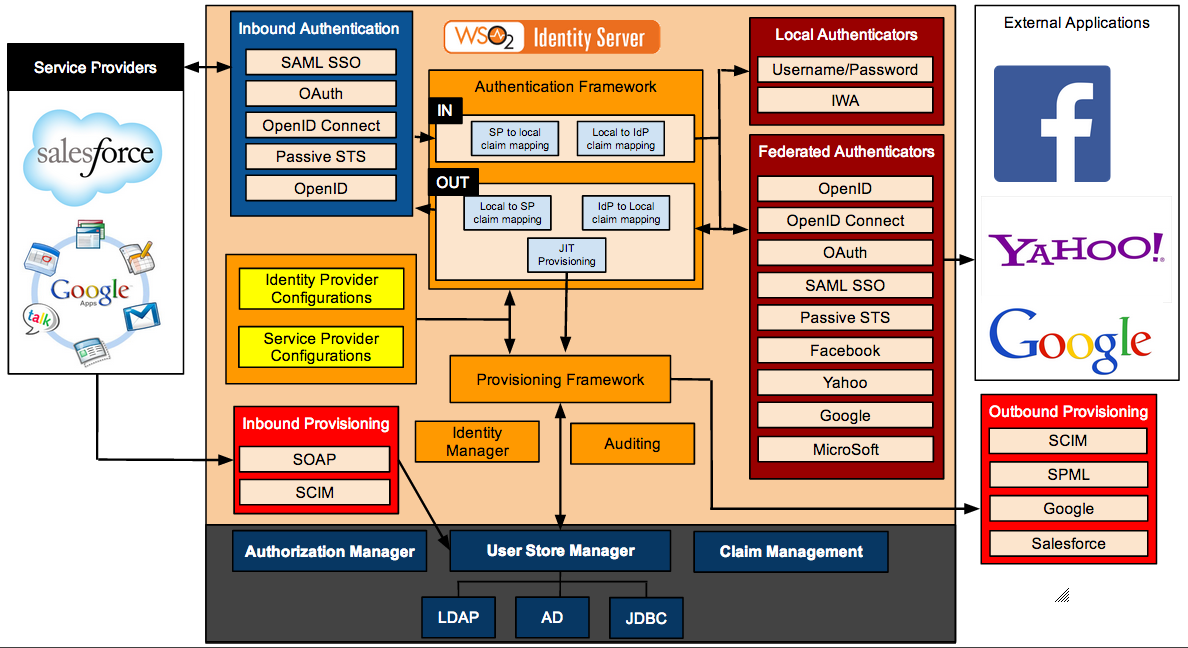 Service Providers
salesforce
Google
Apps
talk
Inbound Authentication
SAML SSO
OAuth
OpenID Connect
Passive STS
OpenID
WSO2 Identity Server
Authentication Framework
IN
SP to local
claim mapping
Local to IdP
claim mapping
OUT
Local to SP
claim mapping
IdP to Local
claim mapping
JIT
Provisioning
Identity Provider
Configurations
Service Provider
Configurations
Provisioning Framework
Inbound Provisioning
SOAP
SCIM
Identity
Manager
Auditing
Local Authenticators
Username/Password
IWA
Federated Authenticators
OpenID
OpenID Connect
OAuth
SAML SSO
Passive STS
Facebook
Yahoo
Google
MicroSoft
External Applications
f
YAHOO!
Google
Outbound Provisioning
SCIM
SPML
Google
Salesforce
Authorization Manager
User Store Manager
Claim Management
LDAP
AD
JDBC